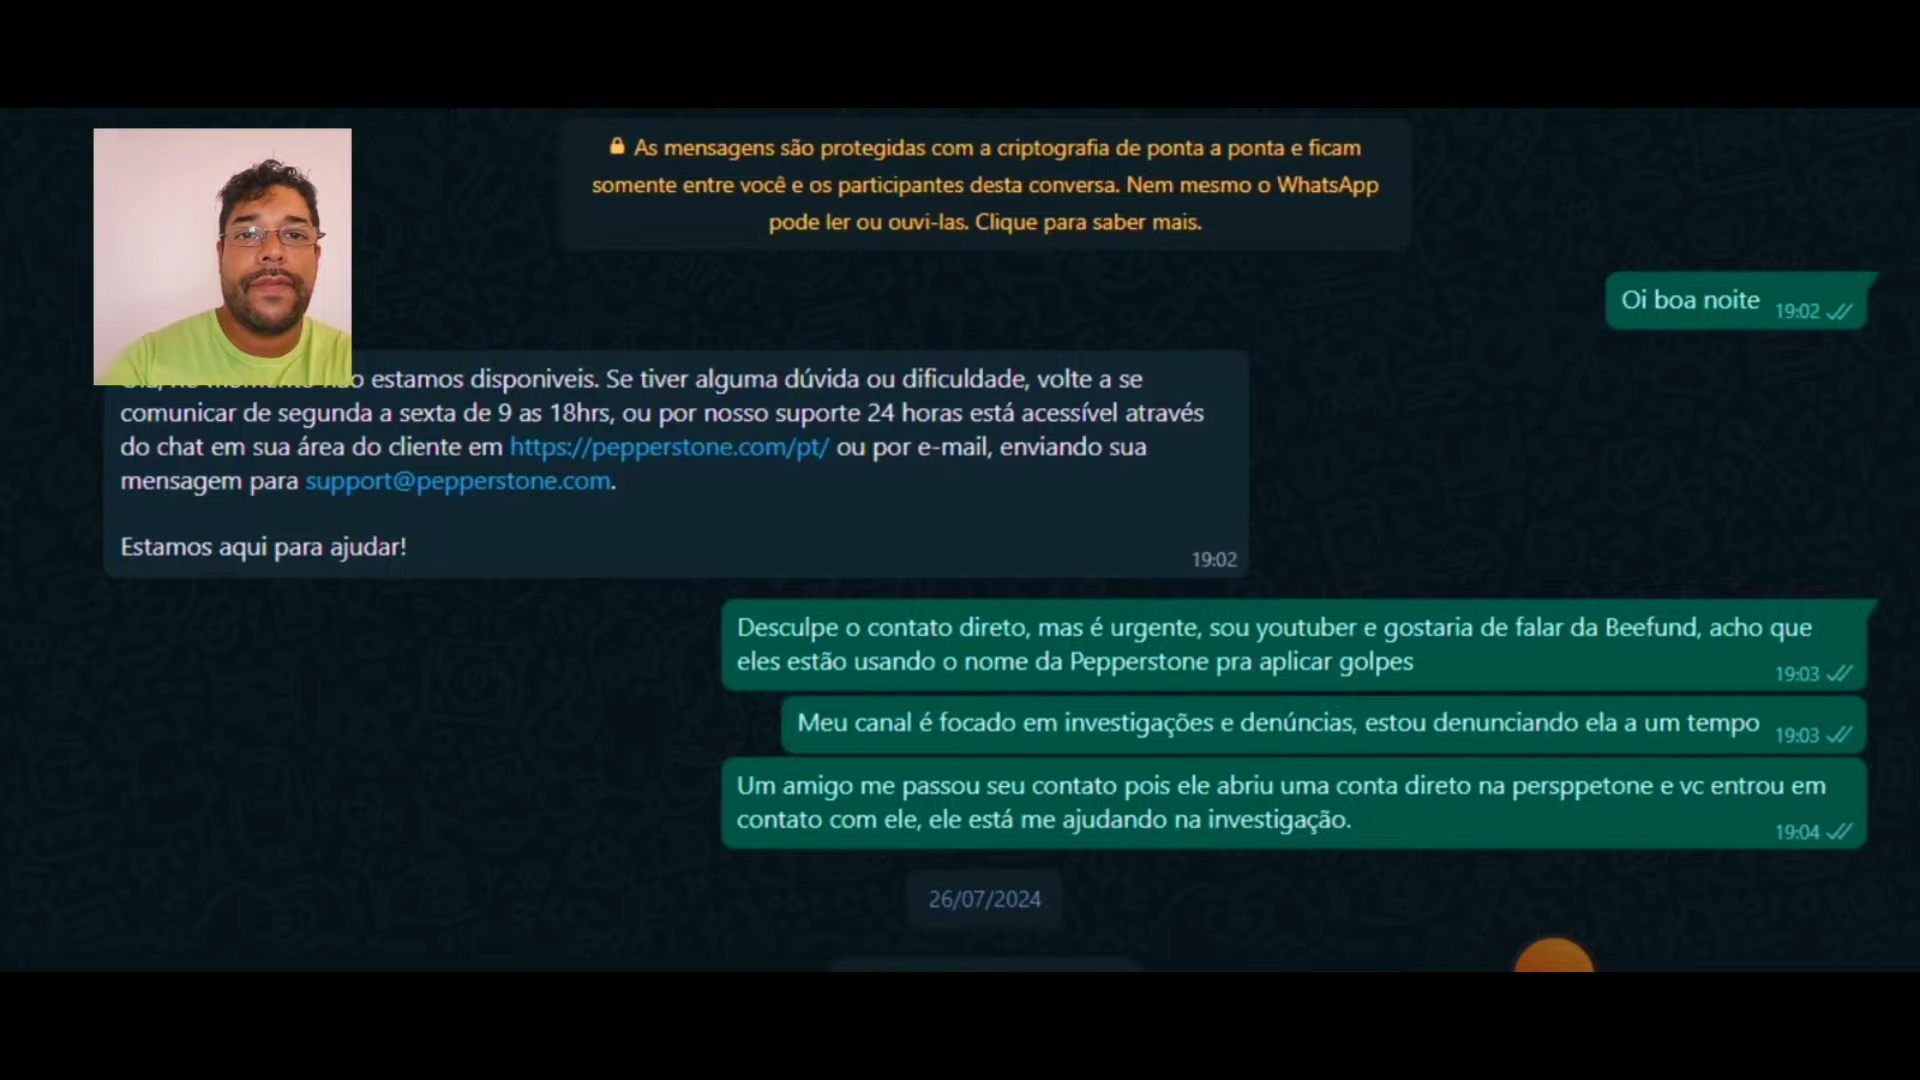 As mensagens são protegidas com a criptografia de ponta a ponta e ficam
somente entre você e os participantes desta conversa. Nem mesmo o WhatsApp
pode ler ou ouvi-las. Clique para saber mais.
Oi boa noite 19:02
estamos disponiveis. Se tiver alguma dúvida ou dificuldade, volte a se
comunicar de segunda a sexta de 9 as 18hrs, ou por nosso suporte 24 horas está acessível através
do chat em sua área do cliente em https://pepperstone.com/pt/ ou por e-mail, enviando sua
mensagem para support@pepperstone.com.
Estamos aqui para ajudar!
19:02
Desculpe o contato direto, mas é urgente, sou youtuber e gostaria de falar da Beefund, acho que
eles estão usando o nome da Pepperstone pra aplicar golpes
19:03
Meu canal é focado em investigações e denúncias, estou denunciando ela a um tempo 19:03
Um amigo me passou seu contato pois ele abriu uma conta direto na persppetone e vc entrou em
contato com ele, ele está me ajudando na investigação.
19:04
26/07/2024